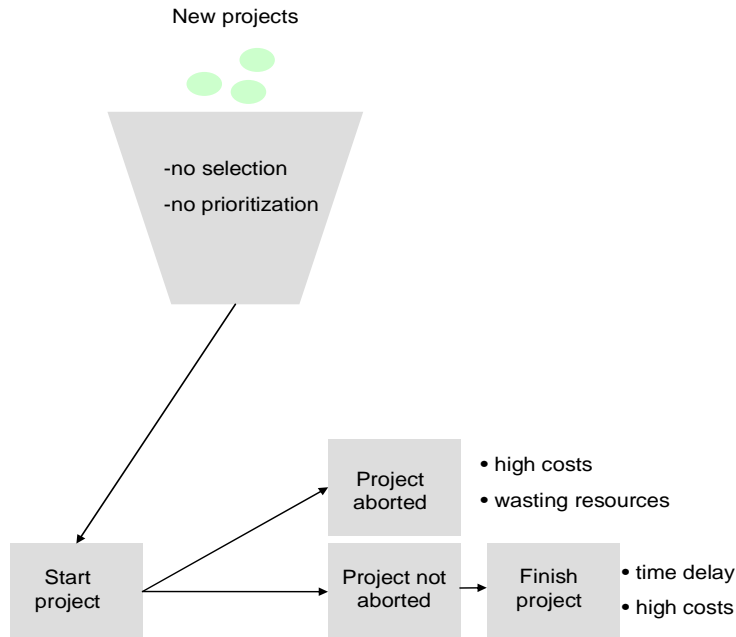 New projects
-no selection
-no prioritization
Project
aborted
• high costs
• wasting resources
Start
project
Project not
aborted
Finish
project
• time delay
• high costs